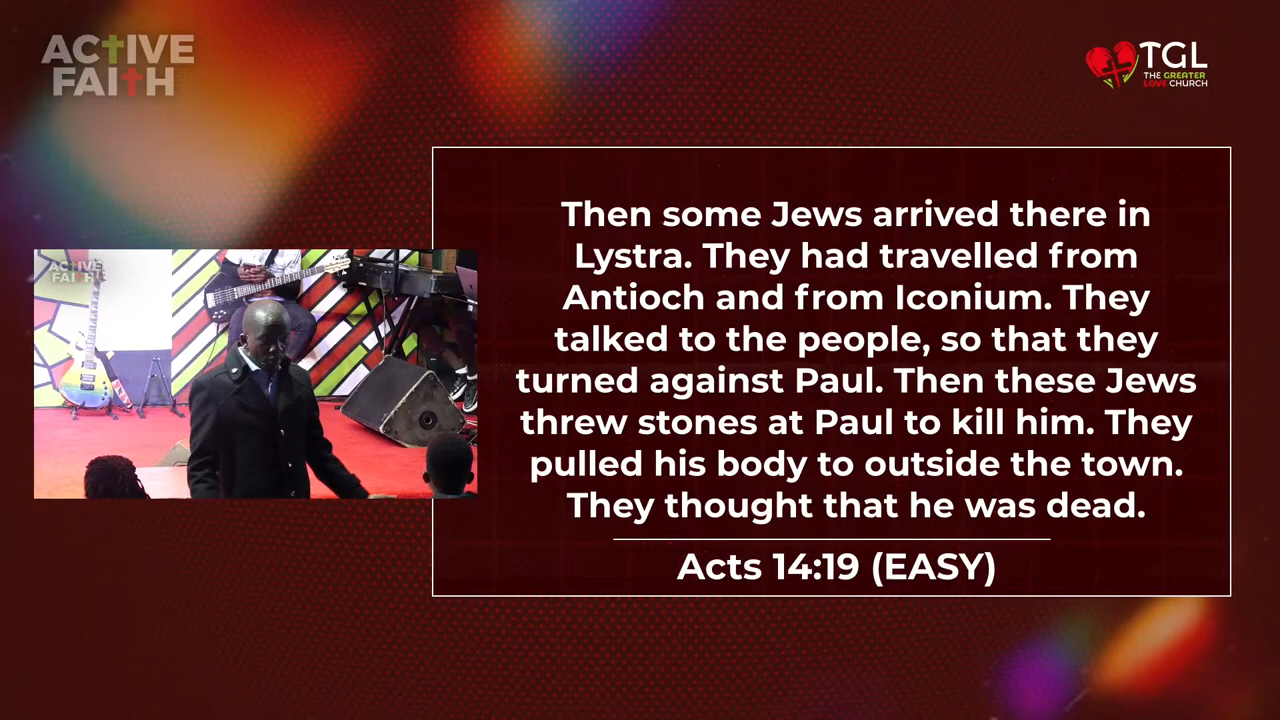 ACTIVE
FAITH
TGL
THE GREATER
LOVE CHURCH
Then some Jews arrived there in
Lystra. They had travelled from
Antioch and from Iconium. They
talked to the people, so that they
turned against Paul. Then these Jews
threw stones at Paul to kill him. They
pulled his body to outside the town.
They thought that he was dead.
Acts 14:19 (EASY)
ACTIVE
FAITH